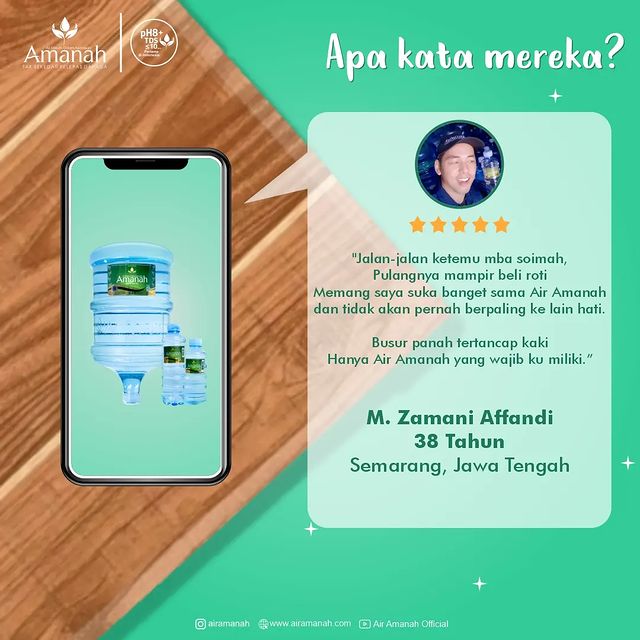 Amanah
pH8+
TDS
≤10...
Apa kata mereka?
Amanah
"Jalan-jalan ketemu mba soimah,
Pulangnya mampir beli roti
Memang saya suka banget sama Air Amanah
dan tidak akan pernah berpaling ke lain hati.
Busur panah tertancap kaki
Hanya Air Amanah yang wajib ku miliki.”
M. Zamani Affandi
38 Tahun
Semarang, Jawa Tengah
airamanah
www.airamanah.com
Air Amanah Official